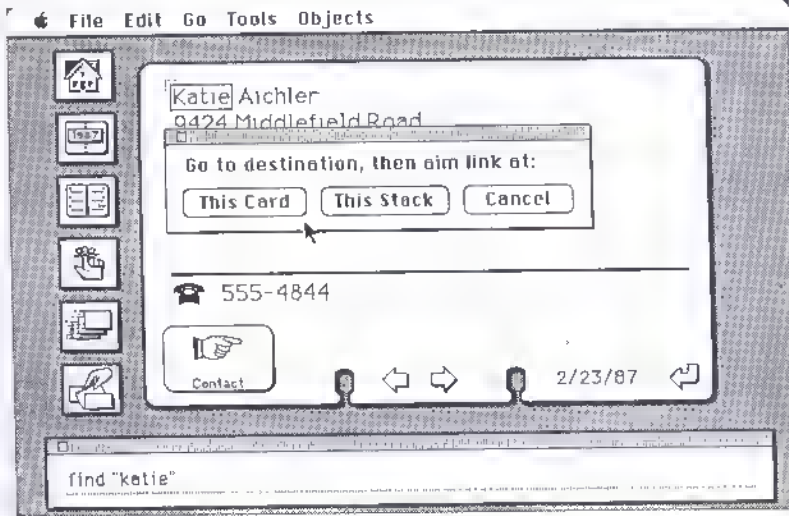 File Edit Go Tools Objects
1987
Katie Aichler
9424 Middlefield Road
Go to destination, then aim link at:
This Card This Stack Cancel
555-4844
Contact
2/23/87
find "katie"